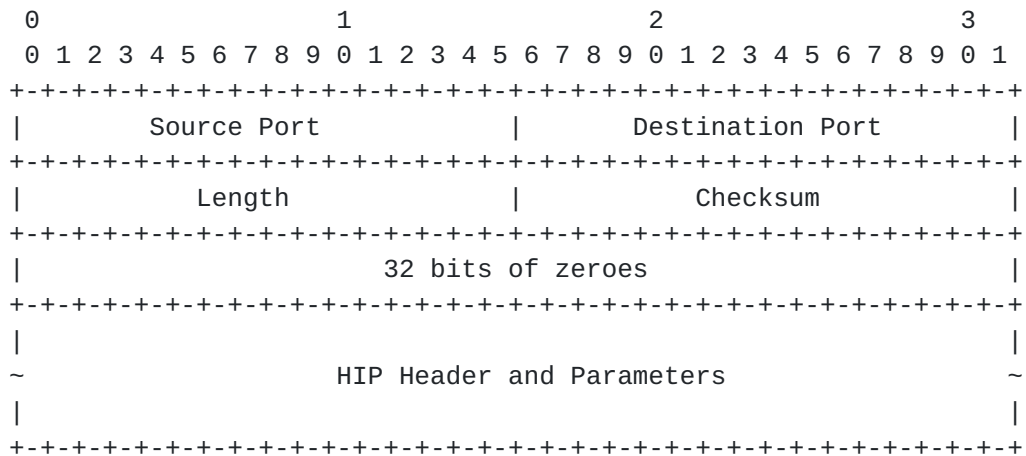 0                   1                   2                   3
 0 1 2 3 4 5 6 7 8 9 0 1 2 3 4 5 6 7 8 9 0 1 2 3 4 5 6 7 8 9 0 1
+-+-+-+-+-+-+-+-+-+-+-+-+-+-+-+-+-+-+-+-+-+-+-+-+-+-+-+-+-+-+-+-+
|        Source Port            |       Destination Port        |
+-+-+-+-+-+-+-+-+-+-+-+-+-+-+-+-+-+-+-+-+-+-+-+-+-+-+-+-+-+-+-+-+
|           Length              |           Checksum            |
+-+-+-+-+-+-+-+-+-+-+-+-+-+-+-+-+-+-+-+-+-+-+-+-+-+-+-+-+-+-+-+-+
|                       32 bits of zeroes                       |
+-+-+-+-+-+-+-+-+-+-+-+-+-+-+-+-+-+-+-+-+-+-+-+-+-+-+-+-+-+-+-+-+
|                                                               |
~                    HIP Header and Parameters                  ~
|                                                               |
+-+-+-+-+-+-+-+-+-+-+-+-+-+-+-+-+-+-+-+-+-+-+-+-+-+-+-+-+-+-+-+-+